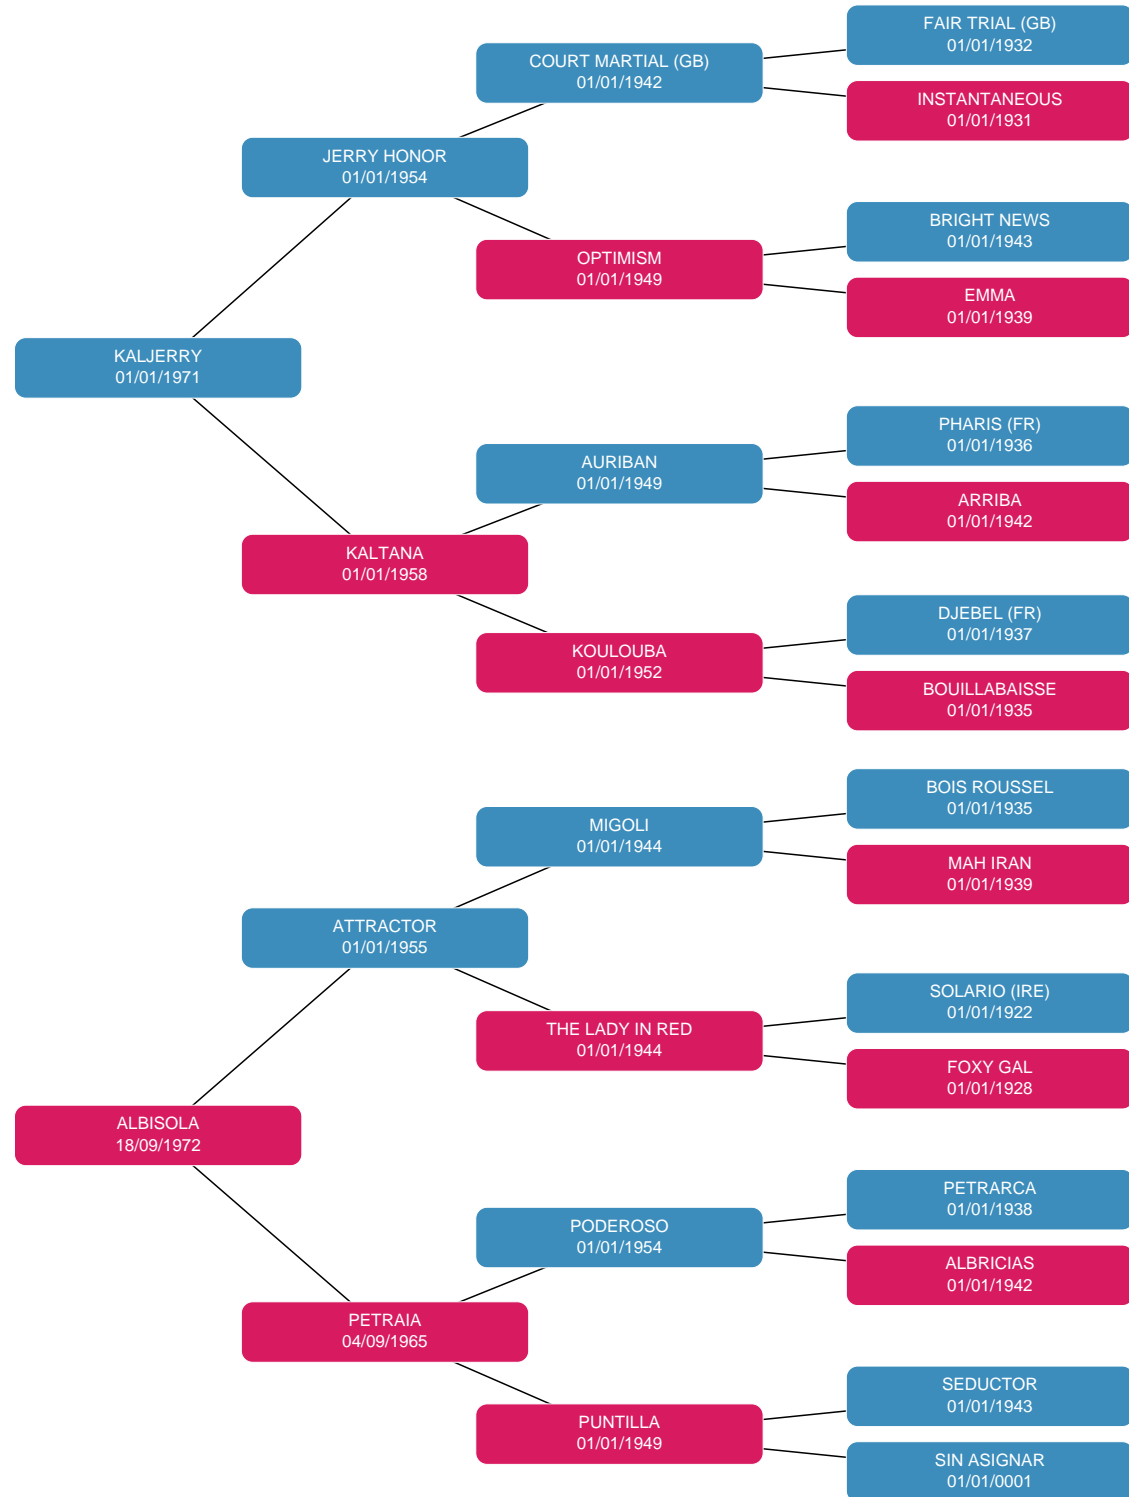 FAIR TRIAL (GB)
01/01/1932
COURT MARTIAL (GB)
01/01/1942
INSTANTANEOUS
01/01/1931
JERRY HONOR
01/01/1954
BRIGHT NEWS
01/01/1943
OPTIMISM
01/01/1949
EMMA
01/01/1939
KALJERRY
01/01/1971
PHARIS (FR)
01/01/1936
AURIBAN
01/01/1949
ARRIBA
01/01/1942
KALTANA
01/01/1958
DJEBEL (FR)
01/01/1937
KOULOUBA
01/01/1952
BOUILLABAISSE
01/01/1935
BOIS ROUSSEL
01/01/1935
MIGOLI
01/01/1944
MAH IRAN
01/01/1939
ATTRACTOR
01/01/1955
SOLARIO (IRE)
01/01/1922
THE LADY IN RED
01/01/1944
FOXY GAL
01/01/1928
ALBISOLA
18/09/1972
PETRARCA
01/01/1938
PODEROSO
01/01/1954
ALBRICIAS
01/01/1942
PETRAIA
04/09/1965
SEDUCTOR
01/01/1943
PUNTILLA
01/01/1949
SIN ASIGNAR
01/01/0001